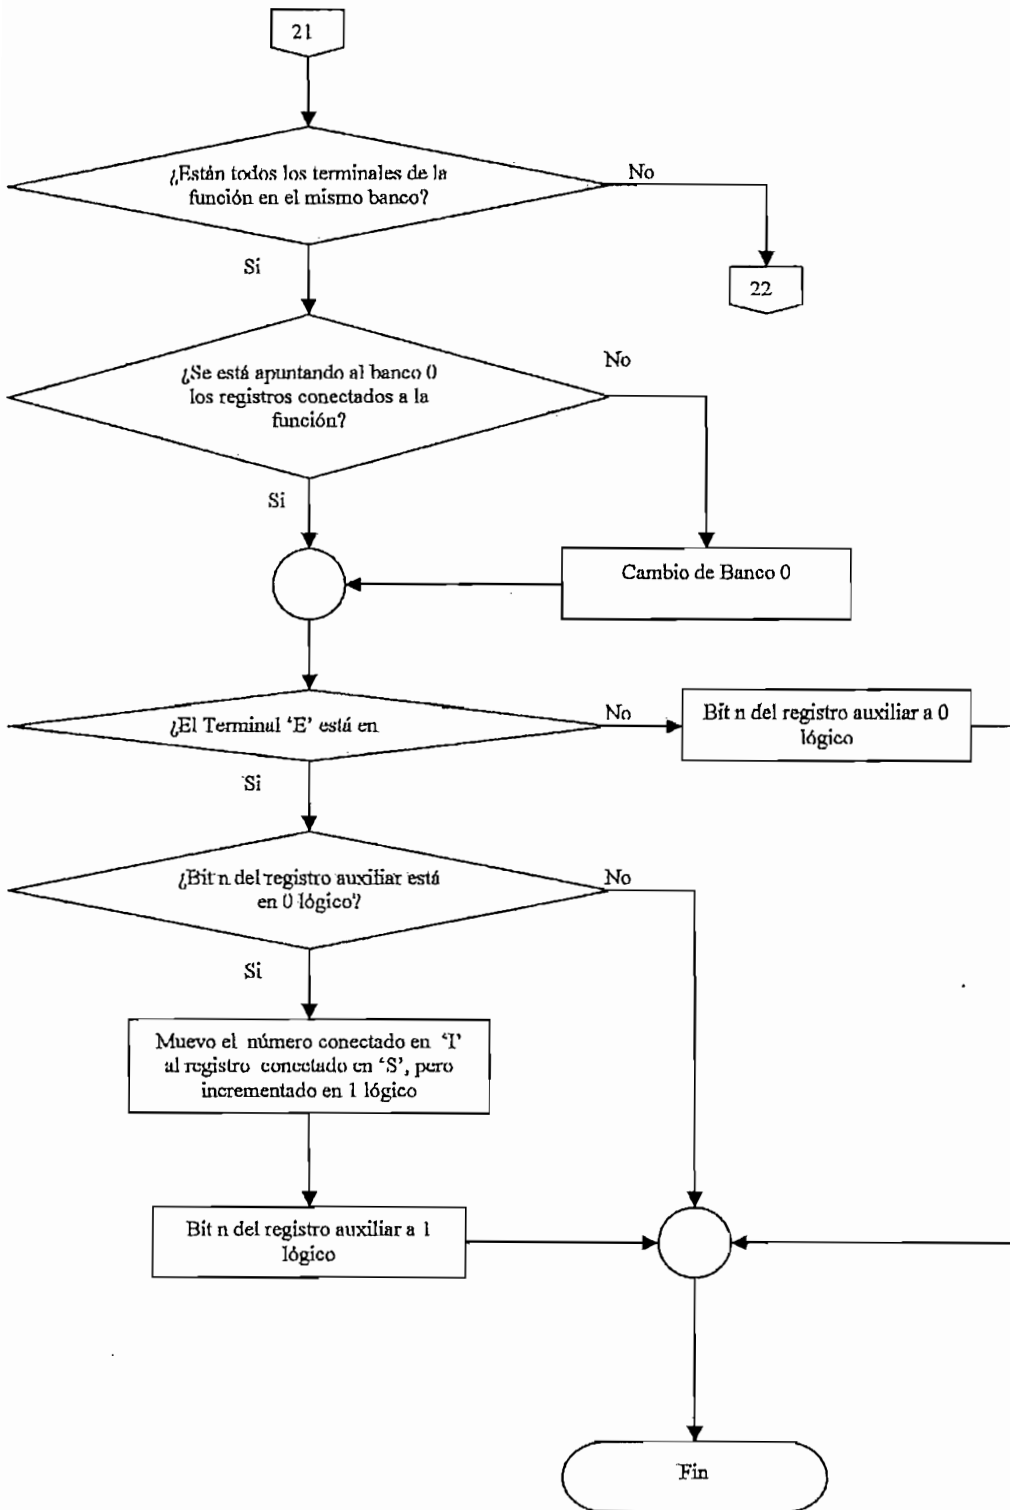 21
¿Están todos los terminales de la
función en el mismo banco?
No
Si
22
¿Se está apuntando al banco 0
los registros conectados a la
función?
No
Si
Cambio de Banco 0
¿El Terminal ‘E’ está en
No
Bit n del registro auxiliar a 0
lógico
Si
¿Bit n del registro auxiliar está
en 0 lógico?
No
Si
Muevo el número conectado en ‘I’
al registro conectado en ‘S’, pero
incrementado en 1 lógico
Bit n del registro auxiliar a 1
lógico
Fin